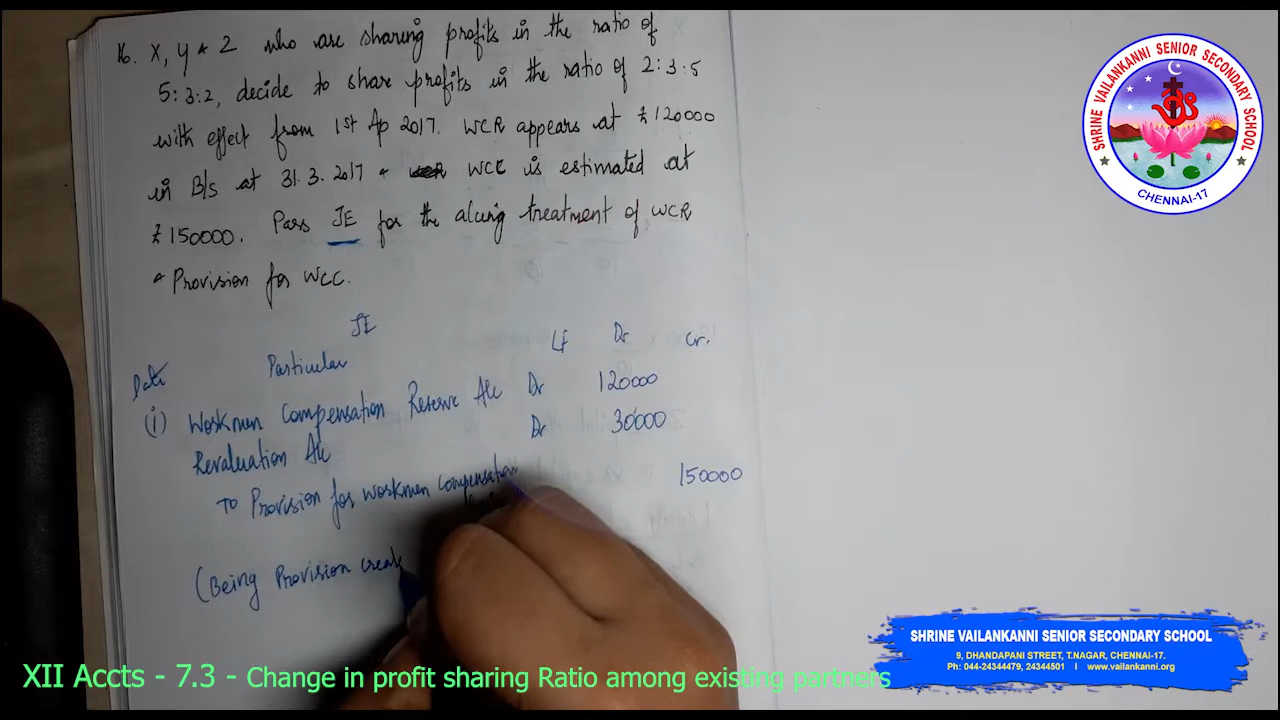 16. X, Y & Z who are sharing profits in the ratio of
5:3:2, decide to share profits in the ratio of 2:3:5
with effect from 1st Ap 2017. WCR appears at ₹120000
in B/S at 31.3.2017 & WCC is estimated at
₹150000. Pass JE for the accing treatment of WCR
& Provision for WCC.
JE
Date Particular LF Dr Cr.
(i) Workmen Compensation Reserve A/c Dr 120000
Revaluation A/c Dr 30000
To Provision for workmen compensation 150000
(Being Provision creat
SHRINE VAILANKANNI SENIOR SECONDARY SCHOOL
CHENNAI-17
SHRINE VAILANKANNI SENIOR SECONDARY SCHOOL
9, DHANDAPANI STREET, T.NAGAR, CHENNAI-17.
Ph: 044-24344479, 24344501 I www.vailankanni.org
XII Accts - 7.3 - Change in profit sharing Ratio among existing partners